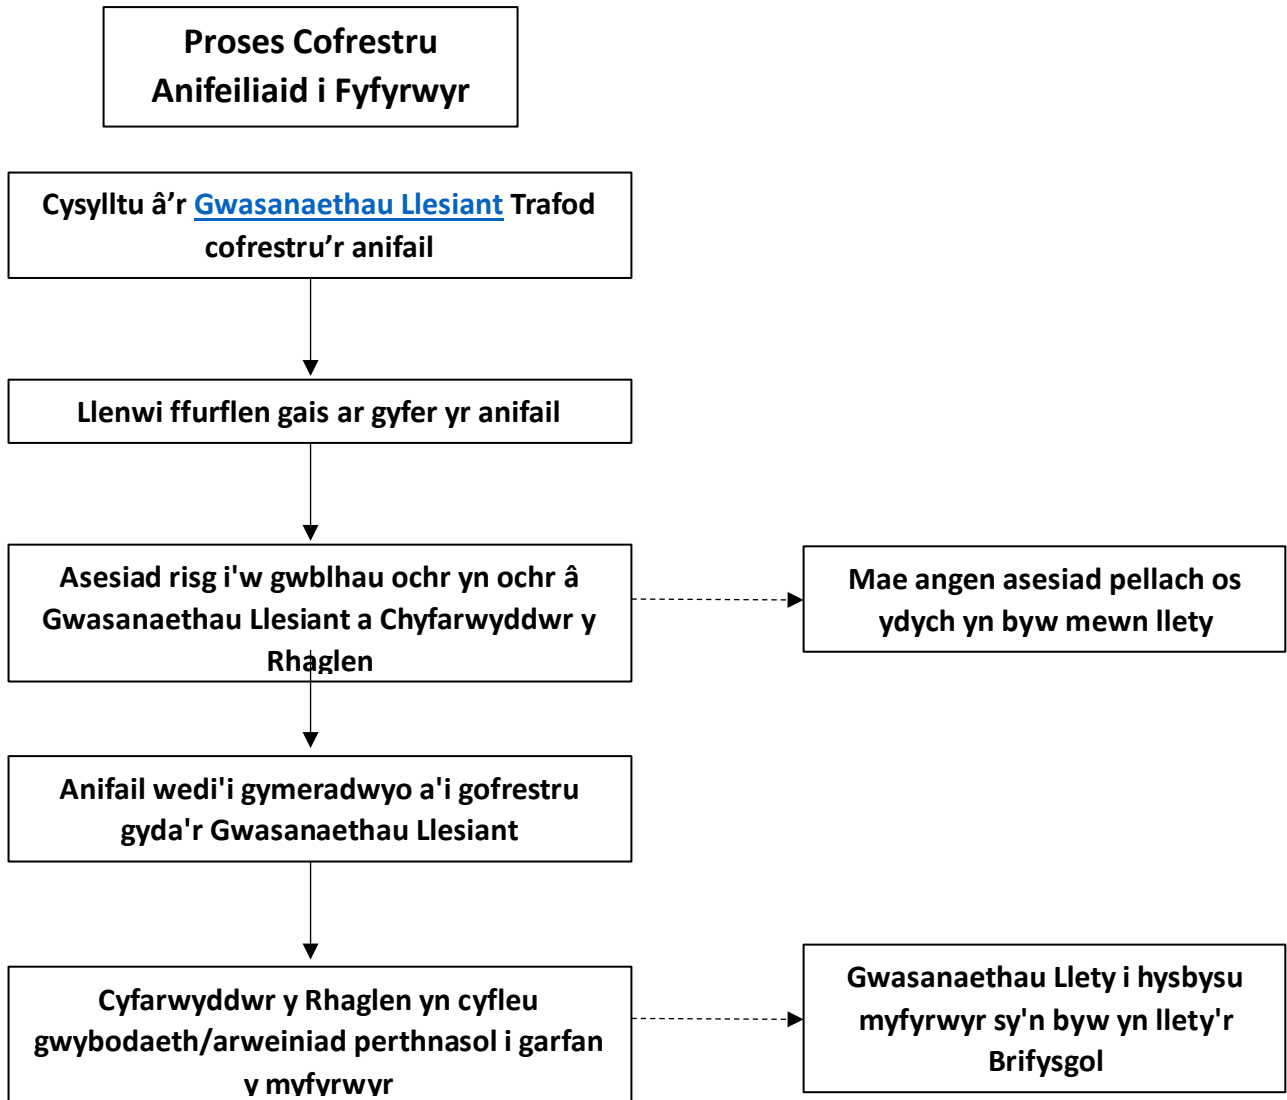 Proses Cofrestru
Anifeiliaid i Fyfyrwyr
Cysylltu â’r Gwasanaethau Llesiant Trafod
cofrestru’r anifail
Llenwi ffurflen gais ar gyfer yr anifail
Asesiad risg i'w gwblhau ochr yn ochr â
Gwasanaethau Llesiant a Chyfarwyddwr y
Rhaglen
Mae angen asesiad pellach os
ydych yn byw mewn llety
Anifail wedi'i gymeradwyo a'i gofrestru
gyda'r Gwasanaethau Llesiant
Cyfarwyddwr y Rhaglen yn cyfleu
gwybodaeth/arweiniad perthnasol i garfan
y myfyrwyr
Gwasanaethau Llety i hysbysu
myfyrwyr sy'n byw yn llety'r
Brifysgol